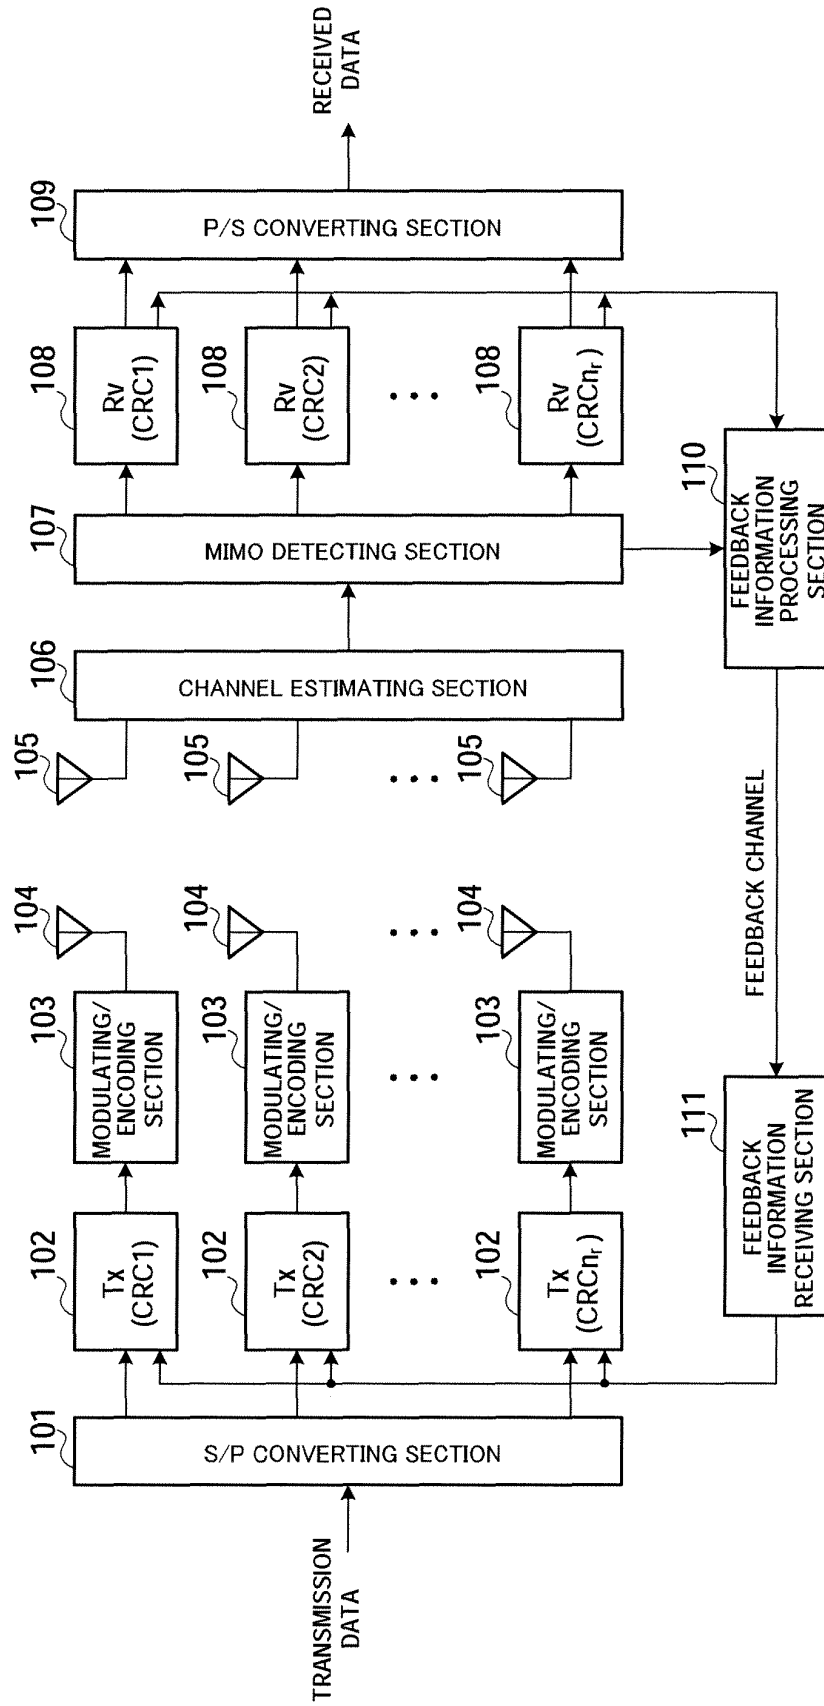 TRANSMISSION
DATA
101
S/P CONVERTING SECTION
102
Tx
(CRC1)
102
Tx
(CRC2)
102
Tx
(CRCnr)
103
MODULATING/
ENCODING
SECTION
103
MODULATING/
ENCODING
SECTION
103
MODULATING/
ENCODING
SECTION
104
104
104
105
105
105
106
CHANNEL ESTIMATING SECTION
107
MIMO DETECTING SECTION
108
Rv
(CRC1)
108
Rv
(CRC2)
108
Rv
(CRCnr)
109
P/S CONVERTING SECTION
RECEIVED
DATA
111
FEEDBACK
INFORMATION
RECEIVING SECTION
FEEDBACK CHANNEL
110
FEEDBACK
INFORMATION
PROCESSING
SECTION